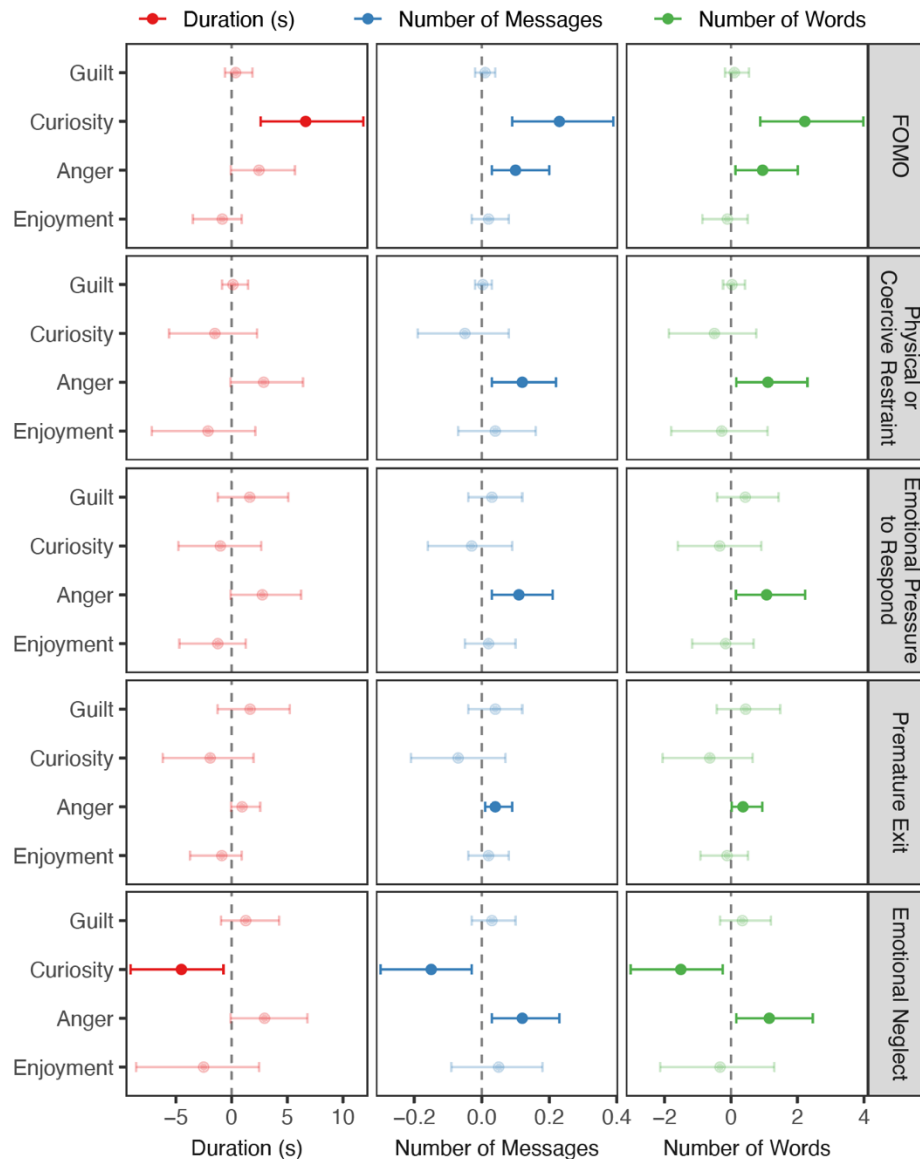 Duration (s) Number of Messages Number of Words
Guilt
Curiosity
Anger
Enjoyment
FOMO
Guilt
Curiosity
Anger
Enjoyment
Physical or
Coercive Restraint
Guilt
Curiosity
Anger
Enjoyment
Emotional Pressure
to Respond
Guilt
Curiosity
Anger
Enjoyment
Premature Exit
Guilt
Curiosity
Anger
Enjoyment
Emotional Neglect
−5 0 5 10 −0.2 0.0 0.2 0.4 −2 0 2 4
Duration (s) Number of Messages Number of Words